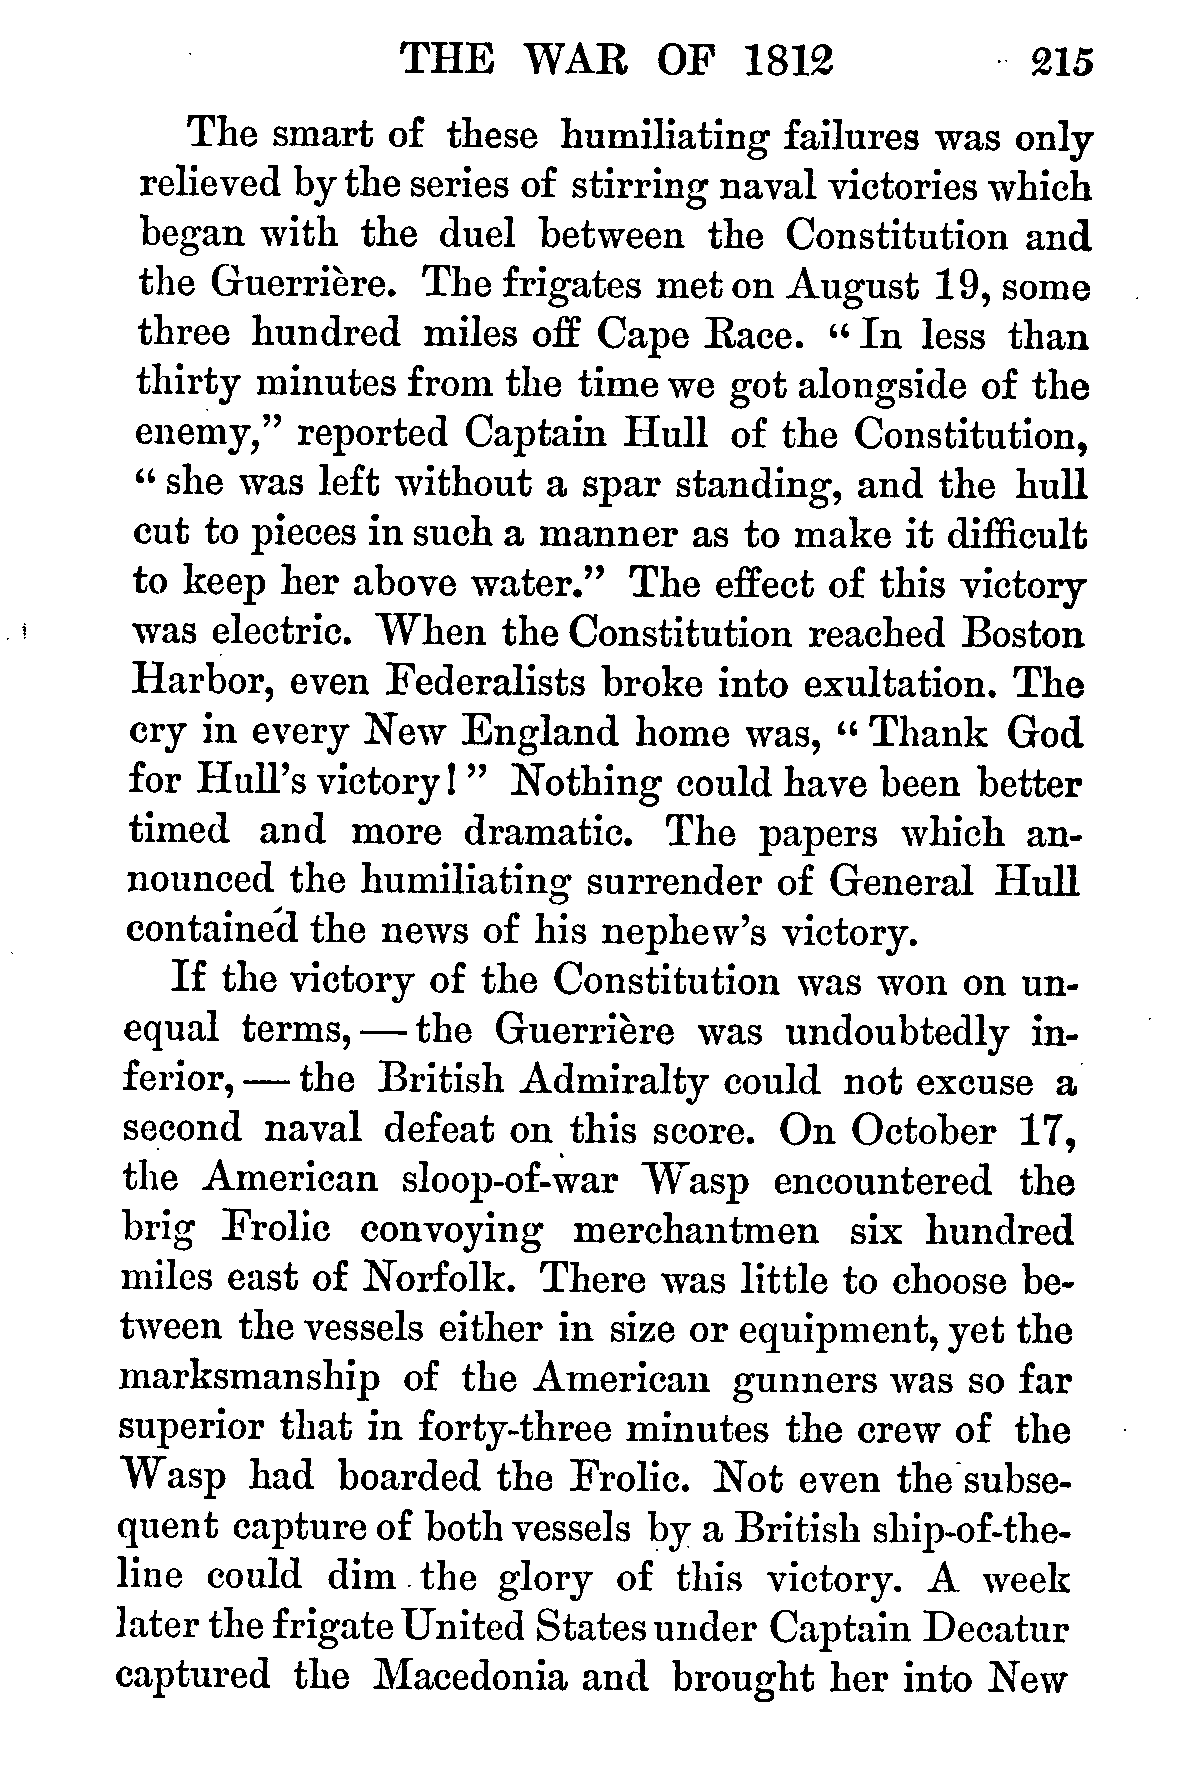 THE WAR OF 1812 215
The smart of these humiliating failures was only
relieved by the series of stirring naval victories which
began with the duel between the Constitution and
the Guerrière. The frigates met on August 19, some
three hundred miles off Cape Race. “ In less than
thirty minutes from the time we got alongside of the
enemy,” reported Captain Hull of the Constitution,
“ she was left without a spar standing, and the hull
cut to pieces in such a manner as to make it difficult
to keep her above water.” The effect of this victory
was electric. When the Constitution reached Boston
Harbor, even Federalists broke into exultation. The
cry in every New England home was, “ Thank God
for Hull’s victory! ” Nothing could have been better
timed and more dramatic. The papers which an-
nounced the humiliating surrender of General Hull
contained the news of his nephew’s victory.
If the victory of the Constitution was won on un-
equal terms, — the Guerrière was undoubtedly in-
ferior, — the British Admiralty could not excuse a
second naval defeat on this score. On October 17,
the American sloop-of-war Wasp encountered the
brig Frolic convoying merchantmen six hundred
miles east of Norfolk. There was little to choose be-
tween the vessels either in size or equipment, yet the
marksmanship of the American gunners was so far
superior that in forty-three minutes the crew of the
Wasp had boarded the Frolic. Not even the subse-
quent capture of both vessels by a British ship-of-the-
line could dim the glory of this victory. A week
later the frigate United States under Captain Decatur
captured the Macedonia and brought her into New